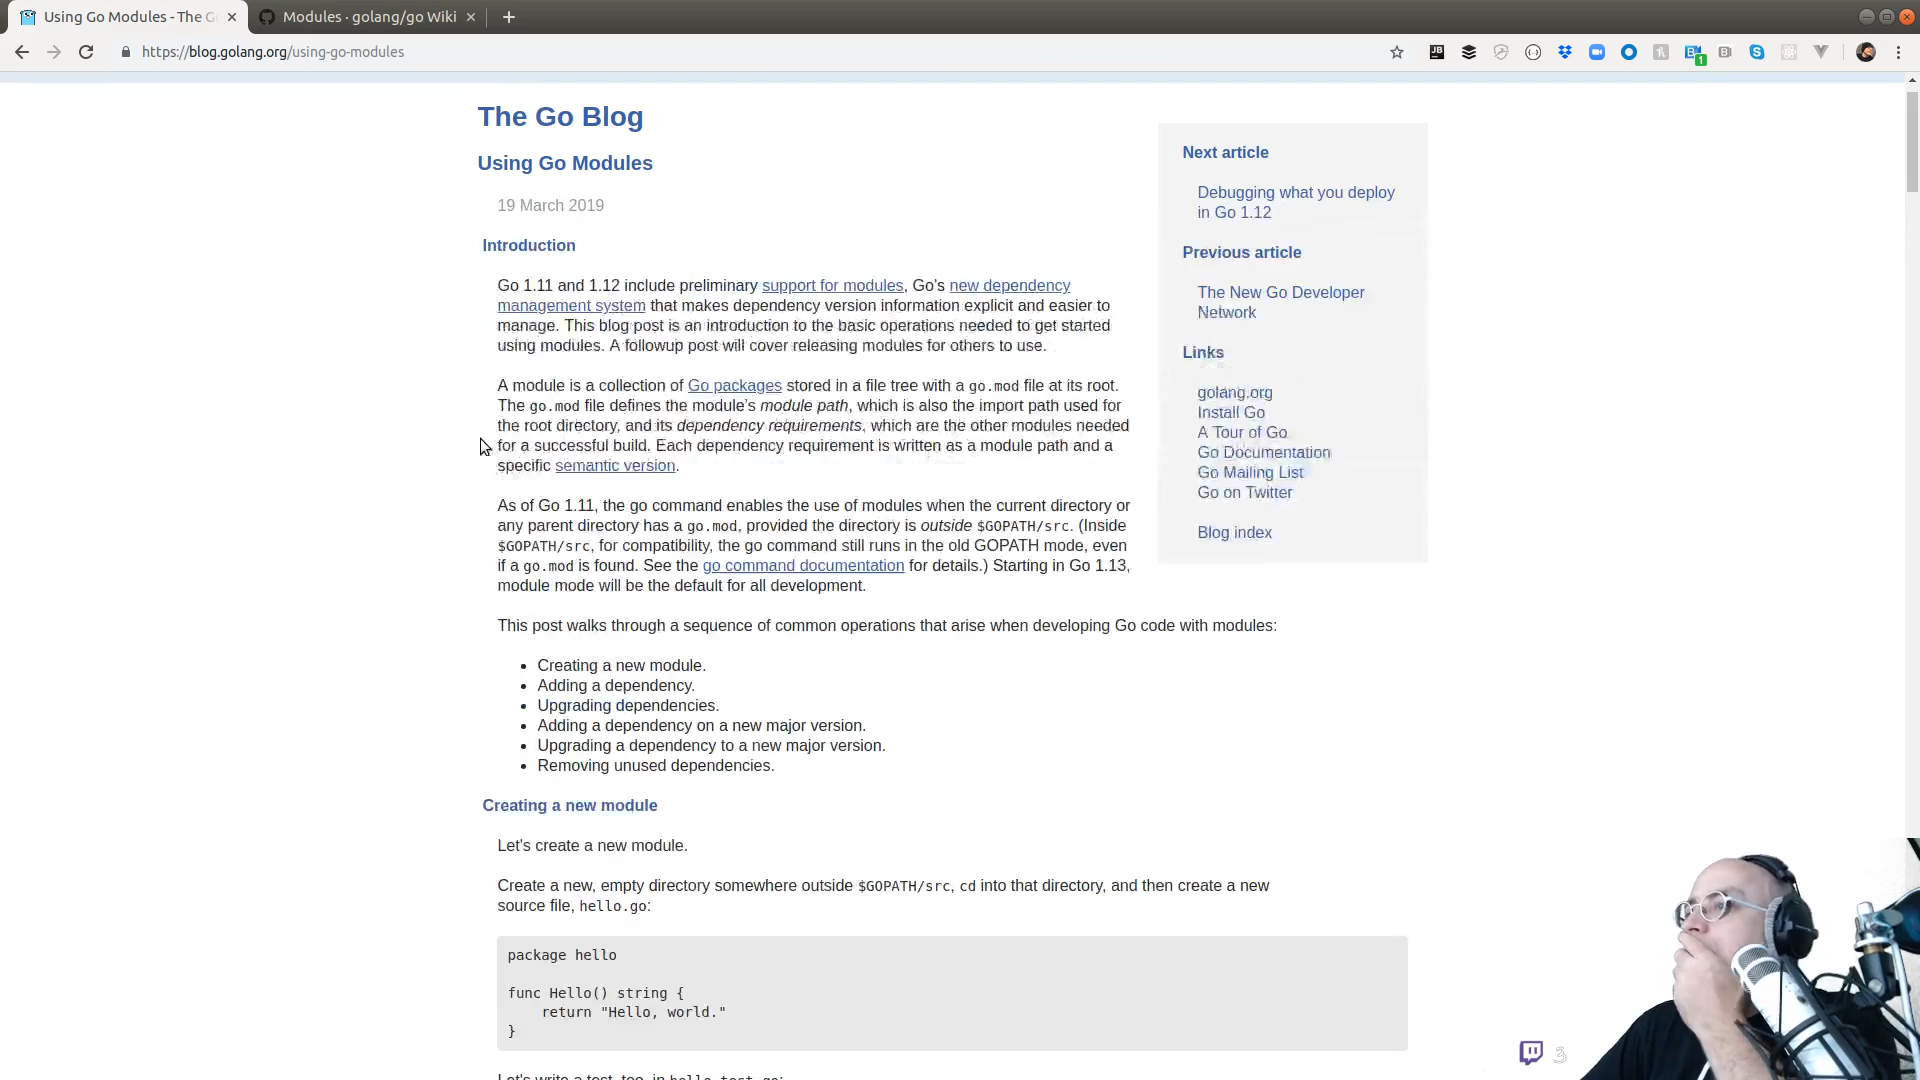 Using Go Modules - The G
Modules · golang/go Wiki
https://blog.golang.org/using-go-modules
The Go Blog
Using Go Modules
19 March 2019
Introduction
Go 1.11 and 1.12 include preliminary support for modules, Go’s new dependency
management system that makes dependency version information explicit and easier to
manage. This blog post is an introduction to the basic operations needed to get started
using modules. A followup post will cover releasing modules for others to use.
A module is a collection of Go packages stored in a file tree with a go.mod file at its root.
The go.mod file defines the module’s module path, which is also the import path used for
the root directory, and its dependency requirements, which are the other modules needed
for a successful build. Each dependency requirement is written as a module path and a
specific semantic version.
As of Go 1.11, the go command enables the use of modules when the current directory or
any parent directory has a go.mod, provided the directory is outside $GOPATH/src. (Inside
$GOPATH/src, for compatibility, the go command still runs in the old GOPATH mode, even
if a go.mod is found. See the go command documentation for details.) Starting in Go 1.13,
module mode will be the default for all development.
This post walks through a sequence of common operations that arise when developing Go code with modules:
• Creating a new module.
• Adding a dependency.
• Upgrading dependencies.
• Adding a dependency on a new major version.
• Upgrading a dependency to a new major version.
• Removing unused dependencies.
Creating a new module
Let's create a new module.
Create a new, empty directory somewhere outside $GOPATH/src, cd into that directory, and then create a new
source file, hello.go:
package hello
func Hello() string {
    return "Hello, world."
}
Let's write a test, too, in hello_test.go:
Next article
Debugging what you deploy
in Go 1.12
Previous article
The New Go Developer
Network
Links
golang.org
Install Go
A Tour of Go
Go Documentation
Go Mailing List
Go on Twitter
Blog index
3